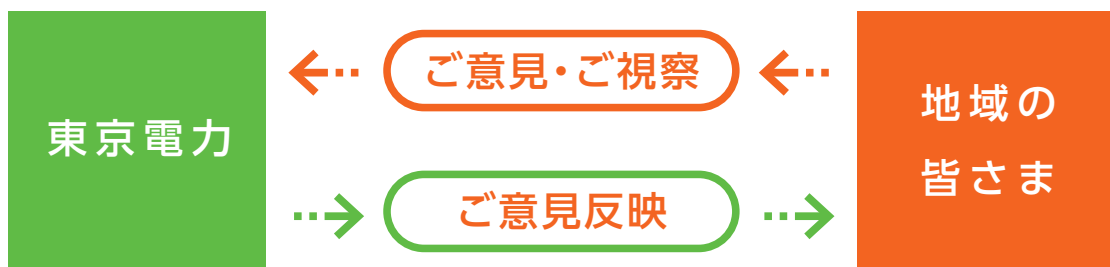 東京電力
ご意見・ご視察
ご意見反映
地域の
皆さま